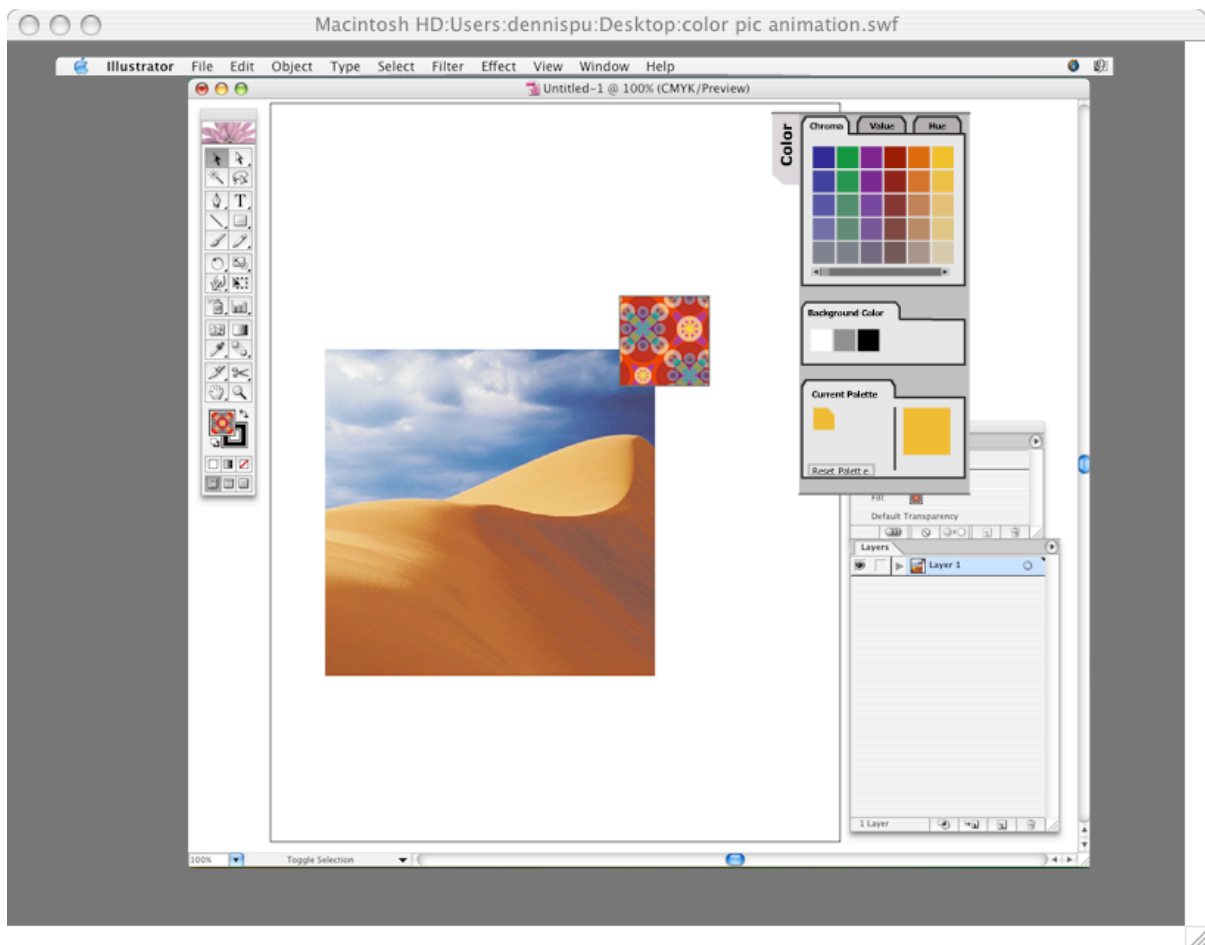 Macintosh HD:Users:dennispu:Desktop:color pic animation.swf
Illustrator File Edit Object Type Select Filter Effect View Window Help
Untitled-1 @ 100% (CMYK/Preview)
Color
Chroma Value Hue
T
Background Color
Current Palette
Reset Palette
Fill:
Default Transparency
Layers
Layer 1
1 Layer
100% Toggle Selection